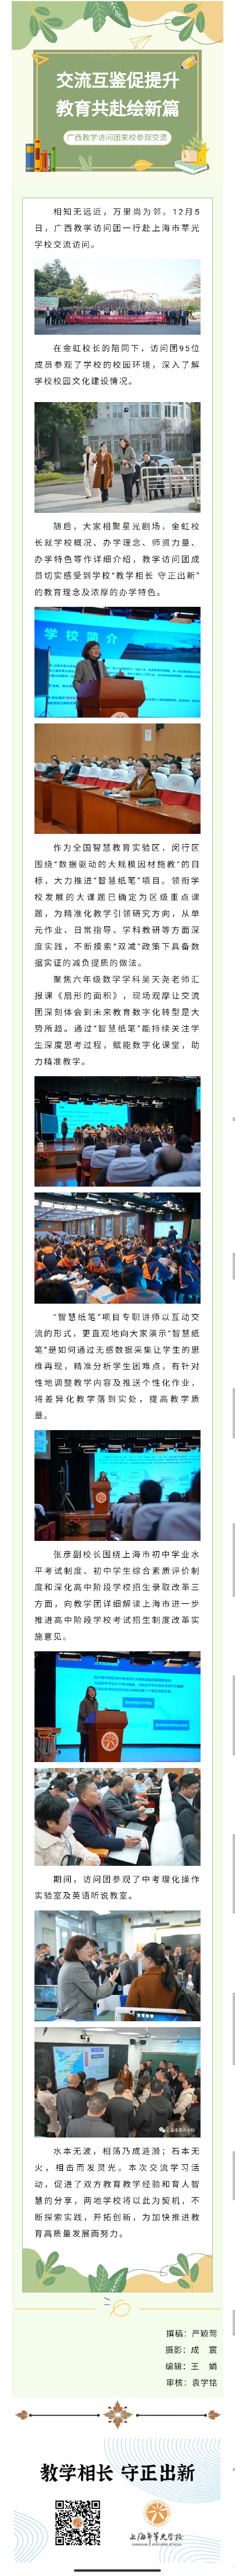 交流互鉴促提升
教育共赴绘新篇
广西教学访问团来校参观交流
相知无远近，万里尚为邻。12月5
日，广西教学访问团一行赴上海市莘光
学校交流访问。
在金虹校长的陪同下，访问团95位
成员参观了学校的校园环境，深入了解
学校校园文化建设情况。
随后，大家相聚星光剧场，金虹校
长就学校概况、办学理念、师资力量、
办学特色等作详细介绍，教学访问团成
员切实感受到学校“教学相长 守正出新”
的教育理念及浓厚的办学特色。
学校简介
作为全国智慧教育实验区，闵行区
围绕“数据驱动的大规模因材施教”的目
标，大力推进“智慧纸笔”项目。领衔学
校发展的大课题已确定为区级重点课
题，为精准化教学引领研究方向，从单
元作业、日常指导、学科教研等方面深
度实践，不断摸索“双减”政策下具备数
据实证的减负提质的做法。
聚焦六年级数学学科吴天尧老师汇
报课《扇形的面积》，现场观摩让交流
团深刻体会到未来教育数字化转型是大
势所趋。通过“智慧纸笔”能持续关注学
生深度思考过程，赋能数字化课堂，助
力精准教学。
“智慧纸笔”项目专职讲师以互动交
流的形式，更直观地向大家演示“智慧纸
笔”是如何通过无感数据采集让学生的思
维再现，精准分析学生困难点，有针对
性地调整教学内容及推送个性化作业，
将差异化教学落到实处，提高教学质
量。
张彦副校长围绕上海市初中学业水
平考试制度、初中学生综合素质评价制
度和深化高中阶段学校招生录取改革三
方面，向教学团详细解读上海市进一步
推进高中阶段学校考试招生制度改革实
施意见。
期间，访问团参观了中考理化操作
实验室及英语听说教室。
水本无波，相荡乃成涟漪；石本无
火，相击而发灵光。本次交流学习活
动，促进了双方教育教学经验和育人智
慧的分享，两地学校将以此为契机，不
断探索实践，开拓创新，为加快推进教
育高质量发展而努力。
撰稿：严颖莺
摄影：成 宸
编辑：王 娟
审核：袁学铭
教学相长 守正出新
上海市莘光学校